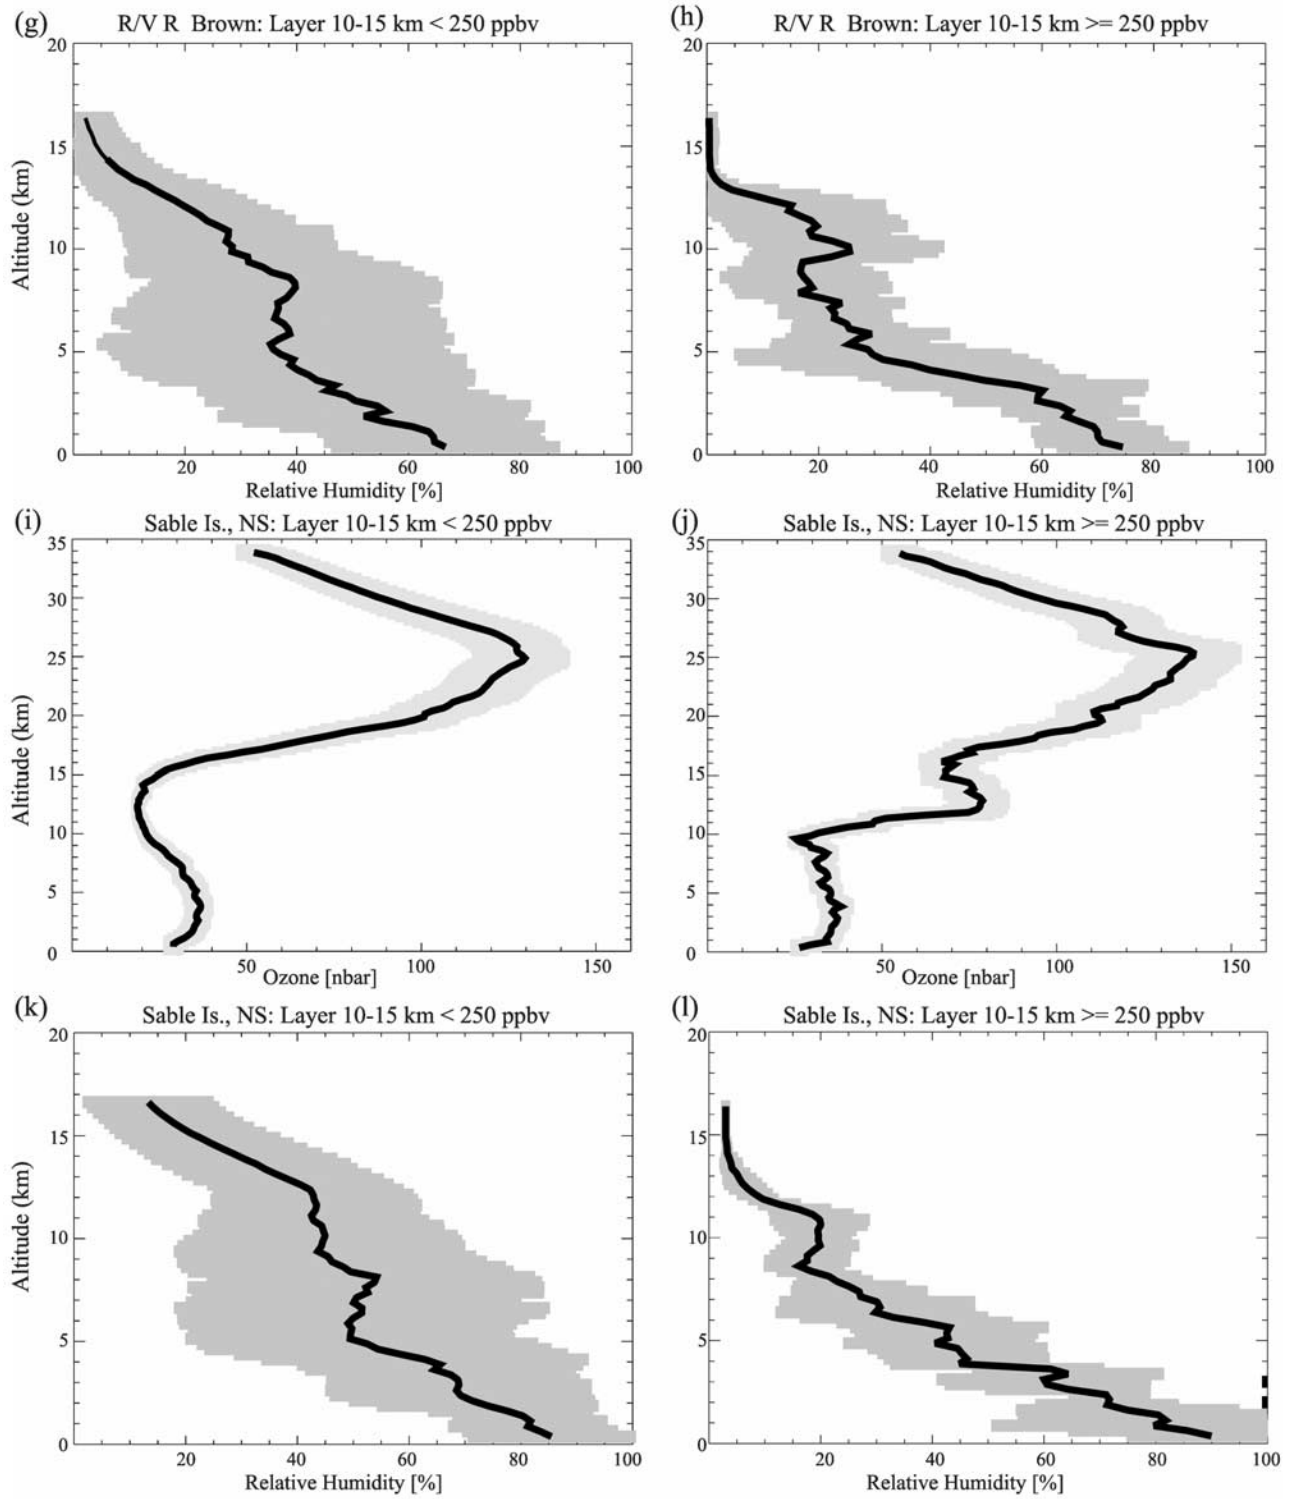 (g) R/V R Brown: Layer 10-15 km < 250 ppbv
20
15
10
5
0
Altitude (km)
20 40 60 80 100
Relative Humidity [%]
(h) R/V R Brown: Layer 10-15 km >= 250 ppbv
20
15
10
5
0
20 40 60 80 100
Relative Humidity [%]
(i) Sable Is., NS: Layer 10-15 km < 250 ppbv
35
30
25
20
15
10
5
0
Altitude (km)
50 100 150
Ozone [nbar]
(j) Sable Is., NS: Layer 10-15 km >= 250 ppbv
35
30
25
20
15
10
5
0
50 100 150
Ozone [nbar]
(k) Sable Is., NS: Layer 10-15 km < 250 ppbv
20
15
10
5
0
Altitude (km)
20 40 60 80 100
Relative Humidity [%]
(l) Sable Is., NS: Layer 10-15 km >= 250 ppbv
20
15
10
5
0
20 40 60 80 100
Relative Humidity [%]